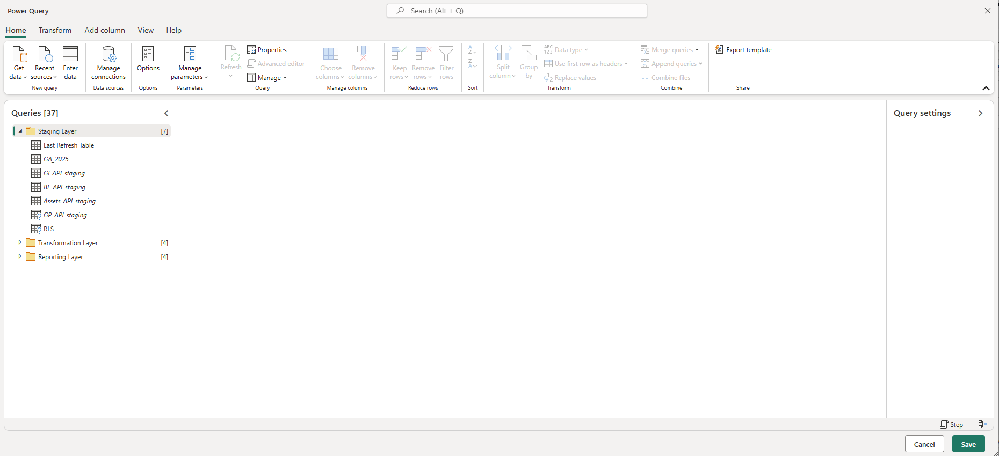 Power Query
Search (Alt + Q)
Home Transform Add column View Help
Get data
Recent sources
Enter data
New query
Manage connections
Data sources
Options
Options
Manage parameters
Parameters
Refresh
Properties
Advanced editor
Manage
Query
Choose columns
Remove columns
Manage columns
Keep rows
Remove rows
Filter rows
Reduce rows
A
Z
Z
A
Sort
Split column
Group by
ABC
123
Data type
Use first row as headers
1
2
Replace values
Transform
Merge queries
Append queries
Combine files
Combine
Export template
Share
Queries [37]
Staging Layer [7]
Last Refresh Table
GA_2025
GL_API_staging
BL_API_staging
Assets_API_staging
GP_API_staging
RLS
Transformation Layer [4]
Reporting Layer [4]
Query settings
Step
Cancel
Save